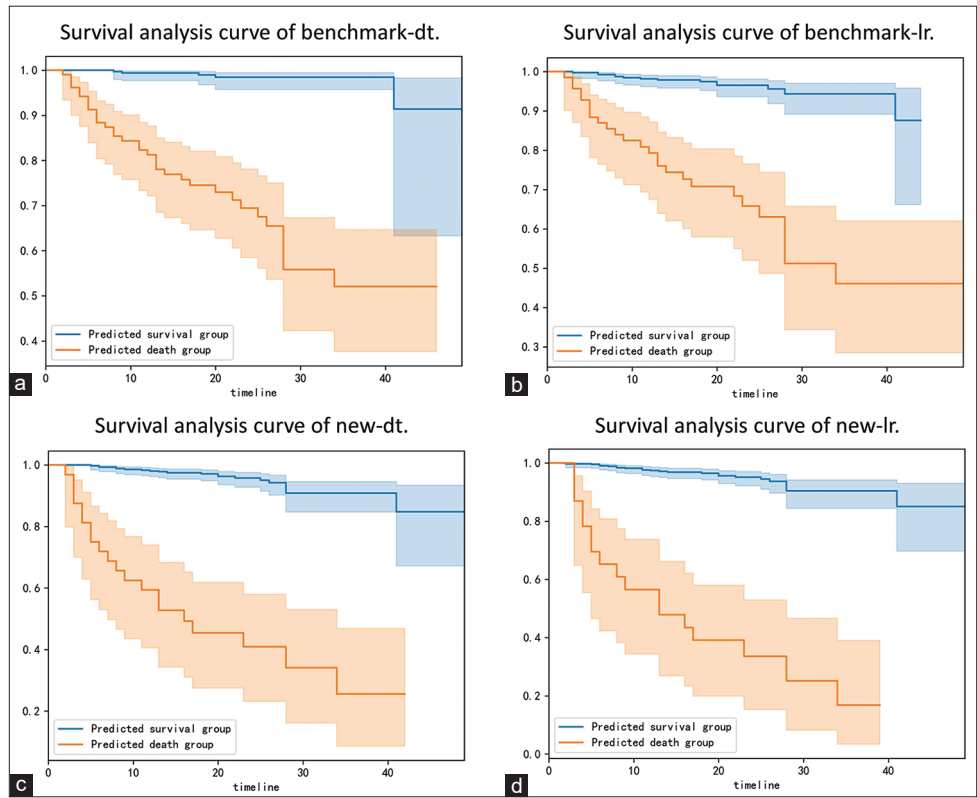 Survival analysis curve of benchmark-dt.
1.0
0.9
0.8
0.7
0.6
0.5
0.4
Predicted survival group
Predicted death group
0 10 20 30 40
timeline
a
Survival analysis curve of benchmark-lr.
1.0
0.9
0.8
0.7
0.6
0.5
0.4
0.3
Predicted survival group
Predicted death group
0 10 20 30 40
timeline
b
Survival analysis curve of new-dt.
1.0
0.8
0.6
0.4
0.2
Predicted survival group
Predicted death group
0 10 20 30 40
timeline
c
Survival analysis curve of new-lr.
1.0
0.8
0.6
0.4
0.2
0.0
Predicted survival group
Predicted death group
0 10 20 30 40
timeline
d